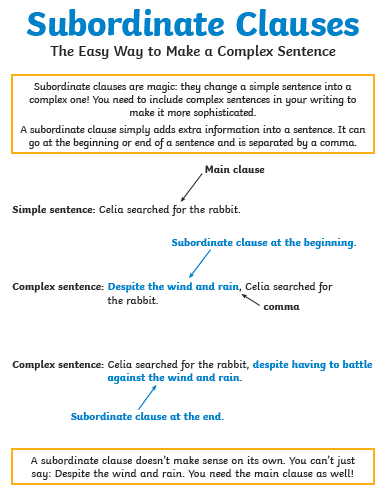 Subordinate Clauses
The Easy Way to Make a Complex Sentence
Subordinate clauses are magic: they change a simple sentence into a
complex one! You need to include complex sentences in your writing to
make it more sophisticated.
A subordinate clause simply adds extra information into a sentence. It can
go at the beginning or end of a sentence and is separated by a comma.
Main clause
Simple sentence: Celia searched for the rabbit.
Subordinate clause at the beginning.
Complex sentence: Despite the wind and rain, Celia searched for
the rabbit.
comma
Complex sentence: Celia searched for the rabbit, despite having to battle
against the wind and rain.
Subordinate clause at the end.
A subordinate clause doesn't make sense on its own. You can't just
say: Despite the wind and rain. You need the main clause as well!